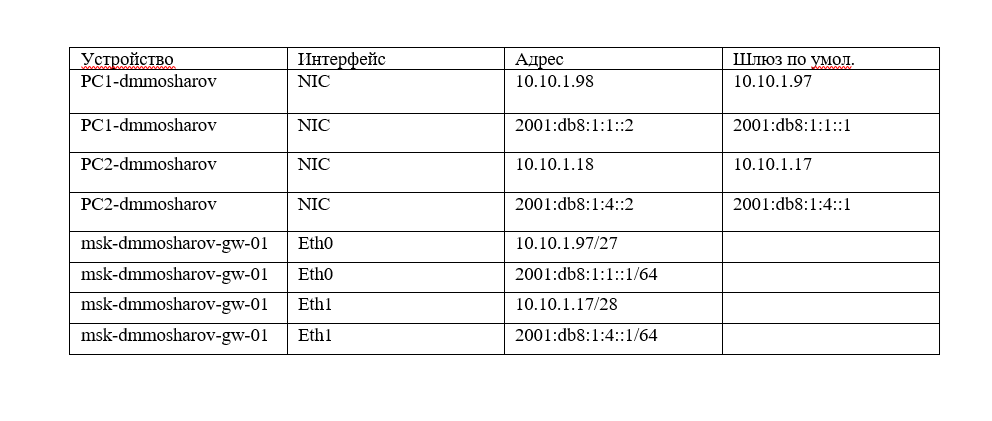 Устройство Интерфейс Адрес Шлюз по умол.
PC1-dmmosharov NIC 10.10.1.98 10.10.1.97
PC1-dmmosharov NIC 2001:db8:1:1::2 2001:db8:1:1::1
PC2-dmmosharov NIC 10.10.1.18 10.10.1.17
PC2-dmmosharov NIC 2001:db8:1:4::2 2001:db8:1:4::1
msk-dmmosharov-gw-01 Eth0 10.10.1.97/27
msk-dmmosharov-gw-01 Eth0 2001:db8:1:1::1/64
msk-dmmosharov-gw-01 Eth1 10.10.1.17/28
msk-dmmosharov-gw-01 Eth1 2001:db8:1:4::1/64